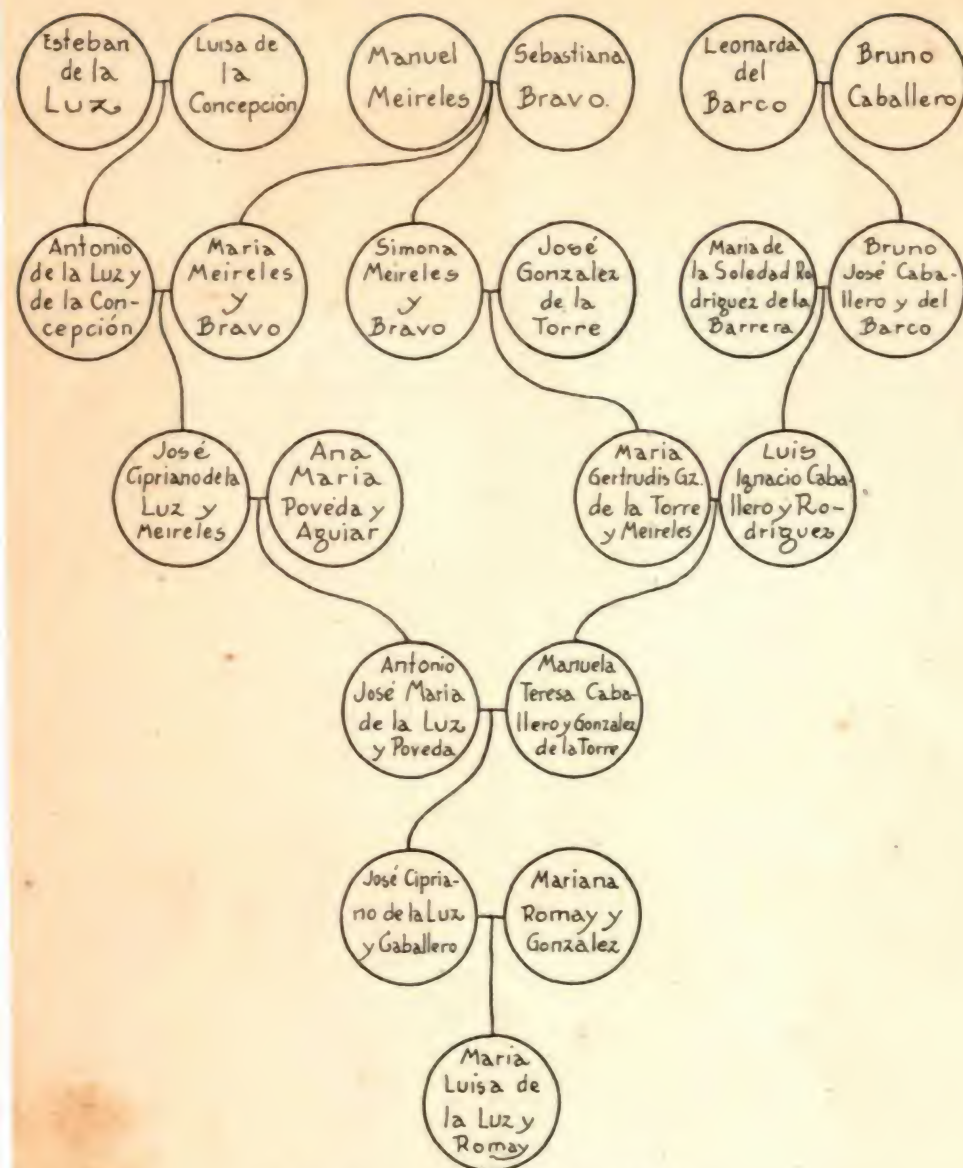 Esteban
de la
Luz
Luisa de
la
Concepción
Manuel
Meireles
Sebastiana
Bravo.
Leonarda
del
Barco
Bruno
Caballero
Antonio
de la Luz y
de la Con-
cepción
Maria
Meireles
y
Bravo
Simona
Meireles
y
Bravo
José
Gonzalez
de la
Torre
Maria de
la Soledad Ro
driguez de la
Barrera
Bruno
José Caba-
llero y del
Barco
José
Cipriano de la
Luz y
Meireles
Ana
Maria
Poveda y
Aguiar
Maria
Gertrudis Gz.
de la Torre
y Meireles
Luis
Ignacio Caba-
llero y Ro-
dríguez
Antonio
José Maria
de la Luz
y Poveda
Manuela
Teresa Caba-
llero y Gonzalez
de la Torre
José Cipria-
no de la Luz
y Caballero
Mariana
Romay y
Gonzalez
Maria
Luisa de
la Luz y
Romay